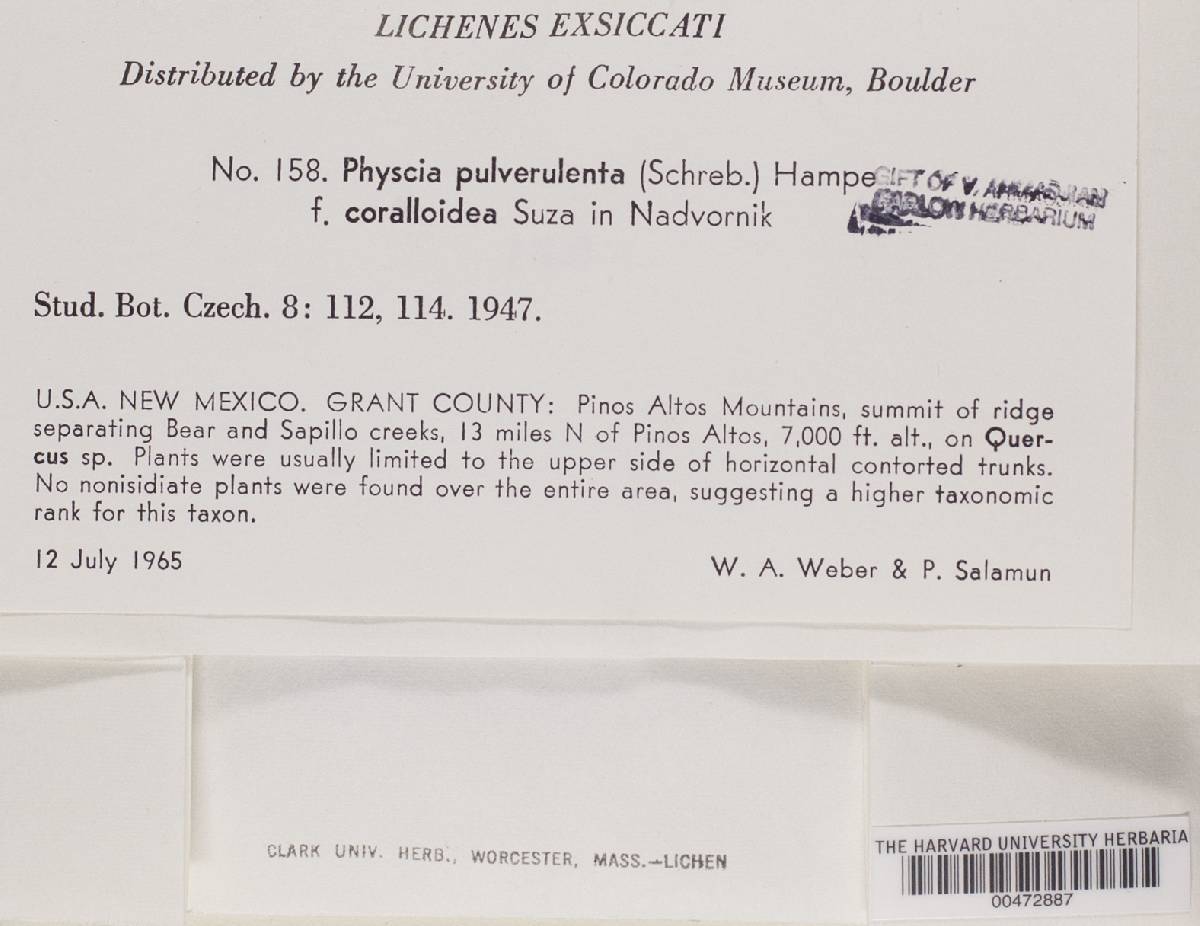 LICHENES EXSICCATI
Distributed by the University of Colorado Museum, Boulder
No. 158. Physcia pulverulenta (Schreb.) Hampe
f. coralloidea Suza in Nadvornik
GIFT OF V. AHMADJIAN
FARLOW HERBARIUM
Stud. Bot. Czech. 8: 112, 114. 1947.
U.S.A. NEW MEXICO. GRANT COUNTY: Pinos Altos Mountains, summit of ridge
separating Bear and Sapillo creeks, 13 miles N of Pinos Altos, 7,000 ft. alt., on Quer-
cus sp. Plants were usually limited to the upper side of horizontal contorted trunks.
No nonisidiate plants were found over the entire area, suggesting a higher taxonomic
rank for this taxon.
12 July 1965
W. A. Weber & P. Salamun
CLARK UNIV. HERB., WORCESTER, MASS.—LICHEN
THE HARVARD UNIVERSITY HERBARIA
00472887